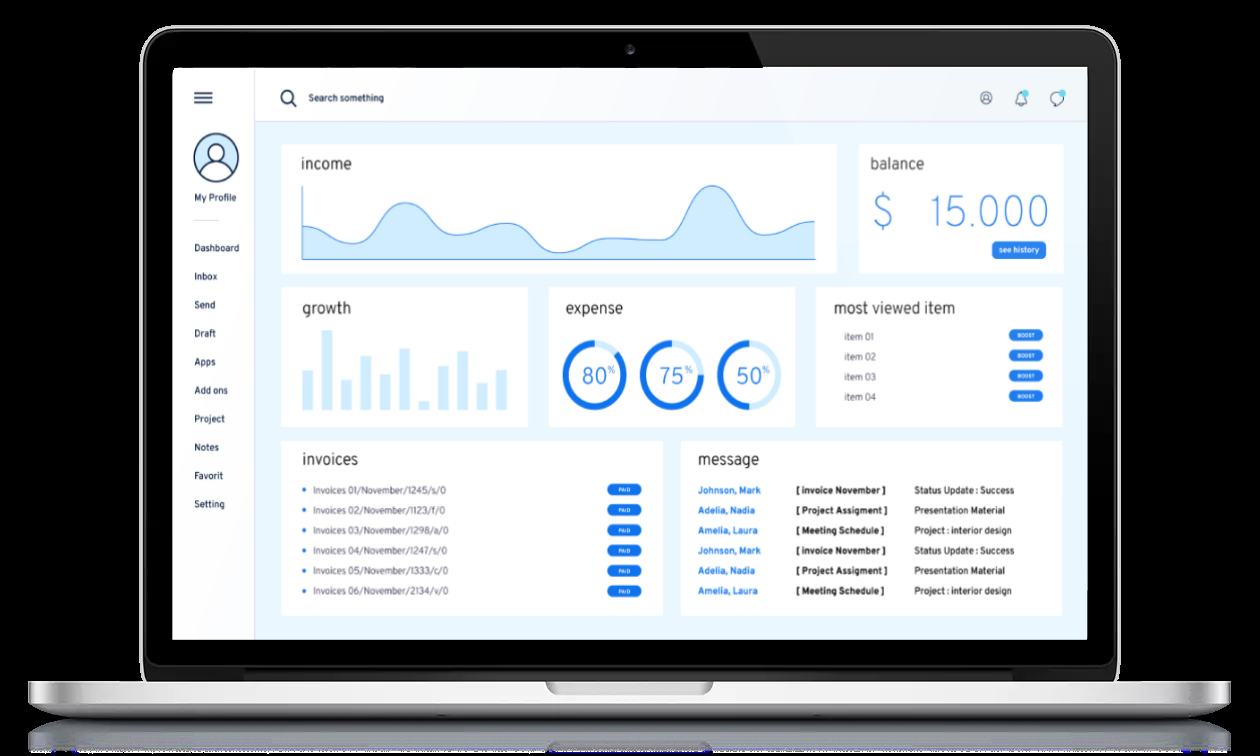 Search something
My Profile
Dashboard
Inbox
Send
Draft
Apps
Add ons
Project
Notes
Favorit
Setting
income
balance
$ 15.000
see history
growth
expense
80%
75%
50%
most viewed item
item 01 BOOST
item 02 BOOST
item 03 BOOST
item 04 BOOST
invoices
Invoices 01/November/1245/s/0 PAID
Invoices 02/November/1123/f/0 PAID
Invoices 03/November/1298/a/0 PAID
Invoices 04/November/1247/s/0 PAID
Invoices 05/November/1333/c/0 PAID
Invoices 06/November/2134/v/0 PAID
message
Johnson, Mark [ invoice November ] Status Update : Success
Adelia, Nadia [ Project Assigment ] Presentation Material
Amelia, Laura [ Meeting Schedule ] Project : interior design
Johnson, Mark [ invoice November ] Status Update : Success
Adelia, Nadia [ Project Assigment ] Presentation Material
Amelia, Laura [ Meeting Schedule ] Project : interior design